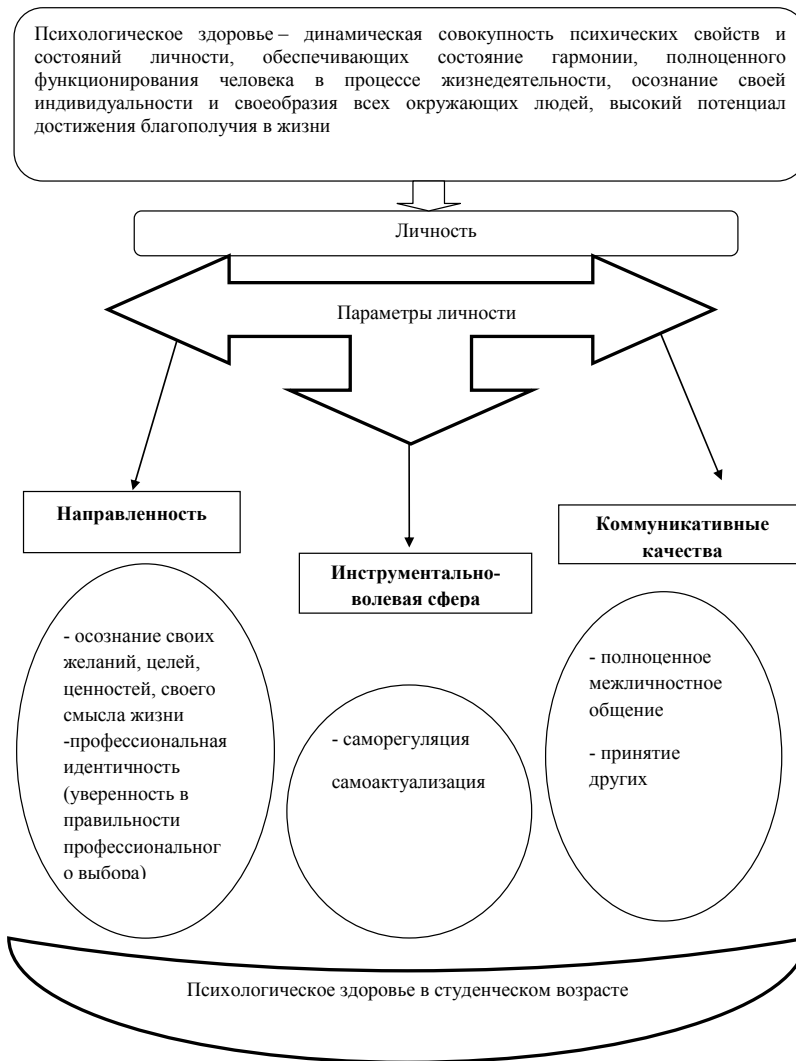 Психологическое здоровье – динамическая совокупность психических свойств и
состояний личности, обеспечивающих состояние гармонии, полноценного
функционирования человека в процессе жизнедеятельности, осознание своей
индивидуальности и своеобразия всех окружающих людей, высокий потенциал
достижения благополучия в жизни
Личность
Параметры личности
Направленность
- осознание своих
желаний, целей,
ценностей, своего
смысла жизни
-профессиональная
идентичность
(уверенность в
правильности
профессиональног
о выбора)
Инструментально-
волевая сфера
- саморегуляция
самоактуализация
Коммуникативные
качества
- полноценное
межличностное
общение
- принятие
других
Психологическое здоровье в студенческом возрасте